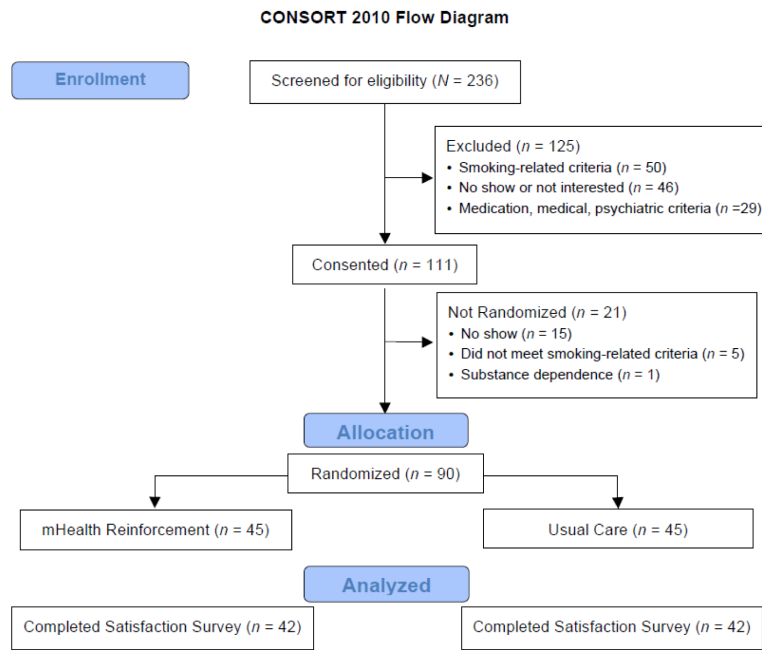 CONSORT 2010 Flow Diagram
Enrollment
Screened for eligibility (N = 236)
Excluded (n = 125)
• Smoking-related criteria (n = 50)
• No show or not interested (n = 46)
• Medication, medical, psychiatric criteria (n =29)
Consented (n = 111)
Not Randomized (n = 21)
• No show (n = 15)
• Did not meet smoking-related criteria (n = 5)
• Substance dependence (n = 1)
Allocation
Randomized (n = 90)
mHealth Reinforcement (n = 45)
Usual Care (n = 45)
Analyzed
Completed Satisfaction Survey (n = 42)
Completed Satisfaction Survey (n = 42)